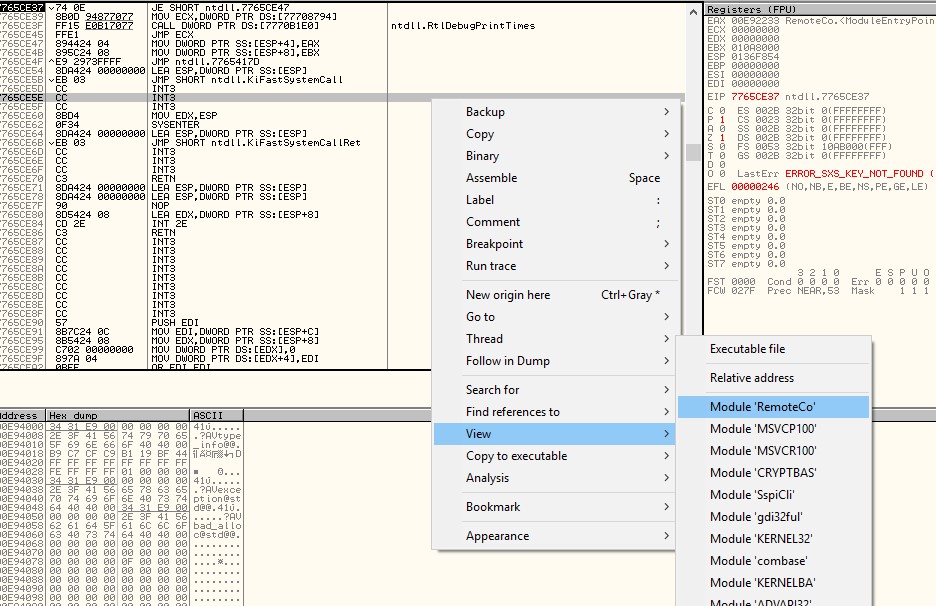 7765CE37 74 0E JE SHORT ntdll.7765CE47
7765CE39 8B0D 94877077 MOV ECX,DWORD PTR DS:[77708794]
7765CE3F FF15 E0B17077 CALL DWORD PTR DS:[7770B1E0] ntdll.RtlDebugPrintTimes
7765CE45 FFE1 JMP ECX
7765CE47 894424 04 MOV DWORD PTR SS:[ESP+4],EAX
7765CE4B 895C24 08 MOV DWORD PTR SS:[ESP+8],EBX
7765CE4F ^E9 2973FFFF JMP ntdll.7765417D
7765CE54 8DA424 00000000 LEA ESP,DWORD PTR SS:[ESP]
7765CE5B EB 03 JMP SHORT ntdll.KiFastSystemCall
7765CE5D CC INT3
7765CE5E CC INT3
7765CE5F CC INT3
7765CE60 8BD4 MOV EDX,ESP
7765CE62 0F34 SYSENTER
7765CE64 8DA424 00000000 LEA ESP,DWORD PTR SS:[ESP]
7765CE6B EB 03 JMP SHORT ntdll.KiFastSystemCallRet
7765CE6D CC INT3
7765CE6E CC INT3
7765CE6F CC INT3
7765CE70 C3 RETN
7765CE71 8DA424 00000000 LEA ESP,DWORD PTR SS:[ESP]
7765CE78 8DA424 00000000 LEA ESP,DWORD PTR SS:[ESP]
7765CE7F 90 NOP
7765CE80 8D5424 08 LEA EDX,DWORD PTR SS:[ESP+8]
7765CE84 CD 2E INT 2E
7765CE86 C3 RETN
7765CE87 CC INT3
7765CE88 CC INT3
7765CE89 CC INT3
7765CE8A CC INT3
7765CE8B CC INT3
7765CE8C CC INT3
7765CE8D CC INT3
7765CE8E CC INT3
7765CE8F CC INT3
7765CE90 57 PUSH EDI
7765CE91 8B7C24 0C MOV EDI,DWORD PTR SS:[ESP+C]
7765CE95 8B5424 08 MOV EDX,DWORD PTR SS:[ESP+8]
7765CE99 C702 00000000 MOV DWORD PTR DS:[EDX],0
7765CE9F 897A 04 MOV DWORD PTR DS:[EDX+4],EDI
7765CEA2 0BFF OR EDI,EDI
Registers (FPU)
EAX 00E92233 RemoteCo.<ModuleEntryPoin
ECX 00000000
EDX 00000000
EBX 010A8000
ESP 0136F854
EBP 00000000
ESI 00000000
EDI 00000000
EIP 7765CE37 ntdll.7765CE37
C 0 ES 002B 32bit 0(FFFFFFFF)
P 1 CS 0023 32bit 0(FFFFFFFF)
A 0 SS 002B 32bit 0(FFFFFFFF)
Z 1 DS 002B 32bit 0(FFFFFFFF)
S 0 FS 0053 32bit 10AB000(FFF)
T 0 GS 002B 32bit 0(FFFFFFFF)
D 0
O 0 LastErr ERROR_SXS_KEY_NOT_FOUND (
EFL 00000246 (NO,NB,E,BE,NS,PE,GE,LE)
ST0 empty 0.0
ST1 empty 0.0
ST2 empty 0.0
ST3 empty 0.0
ST4 empty 0.0
ST5 empty 0.0
ST6 empty 0.0
ST7 empty 0.0
3 2 1 0 E S P U O
FST 0000 Cond 0 0 0 0 Err 0 0 0 0 0
FCW 027F Prec NEAR,53 Mask 1 1 1
Backup
Copy
Binary
Assemble Space
Label :
Comment ;
Breakpoint
Run trace
New origin here Ctrl+Gray *
Go to
Thread
Follow in Dump
Search for
Find references to
View
Copy to executable
Analysis
Bookmark
Appearance
Executable file
Relative address
Module 'RemoteCo'
Module 'MSVCP100'
Module 'MSVCR100'
Module 'CRYPTBAS'
Module 'SspiCli'
Module 'gdi32ful'
Module 'KERNEL32'
Module 'combase'
Module 'KERNELBA'
Module 'ADVAPI32'
Address Hex dump ASCII
00E94000 34 31 E9 00 00 00 00 00
00E94008 2E 3F 41 56 74 79 70 65 .?AVtype
00E94010 5F 69 6E 66 6F 40 40 00 _info@@.
00E94018 B9 C7 CF C9 B1 19 BF 44
00E94020 FF FF FF FF FF FF FF FF
00E94028 FE FF FF FF 01 00 00 00
00E94030 34 31 E9 00 00 00 00 00
00E94038 2E 3F 41 56 65 78 63 65 .?AVexce
00E94040 70 74 69 6F 6E 40 73 74 ption@st
00E94048 64 40 40 00 34 31 E9 00
00E94050 00 00 00 00 2E 3F 41 56 .....?AV
00E94058 62 61 64 5F 61 6C 6C 6F bad_allo
00E94060 63 40 73 74 64 40 40 00 c@std@@.
00E94068 00 00 00 00 00 00 00 00 ........
00E94070 00 00 00 00 00 00 00 00 ........
00E94078 00 00 00 00 0F 00 00 00
00E94080 00 00 00 00 00 00 00 00 ........
00E94088 00 00 00 00 00 00 00 00 ........
00E94090 00 00 00 00 00 00 00 00 ........
00E94098 00 00 00 00 00 00 00 00 ........